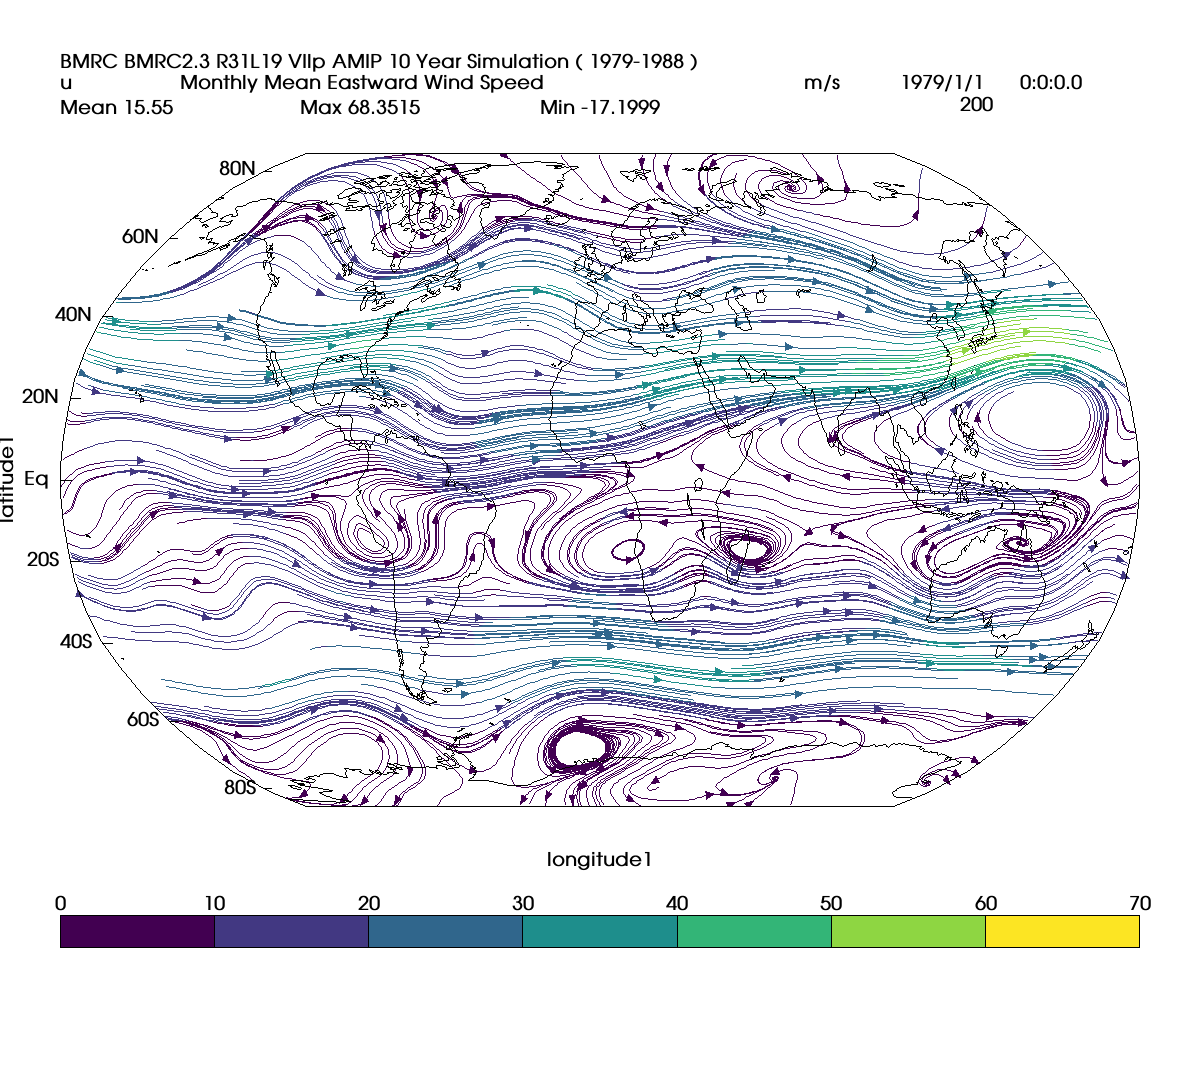 BMRC BMRC2.3 R31L19 VIIp AMIP 10 Year Simulation ( 1979-1988 )
u Monthly Mean Eastward Wind Speed m/s 1979/1/1 0:0:0.0
Mean 15.55 Max 68.3515 Min -17.1999 200
80N
60N
40N
20N
Eq
20S
40S
60S
80S
latitude1
longitude1
0 10 20 30 40 50 60 70